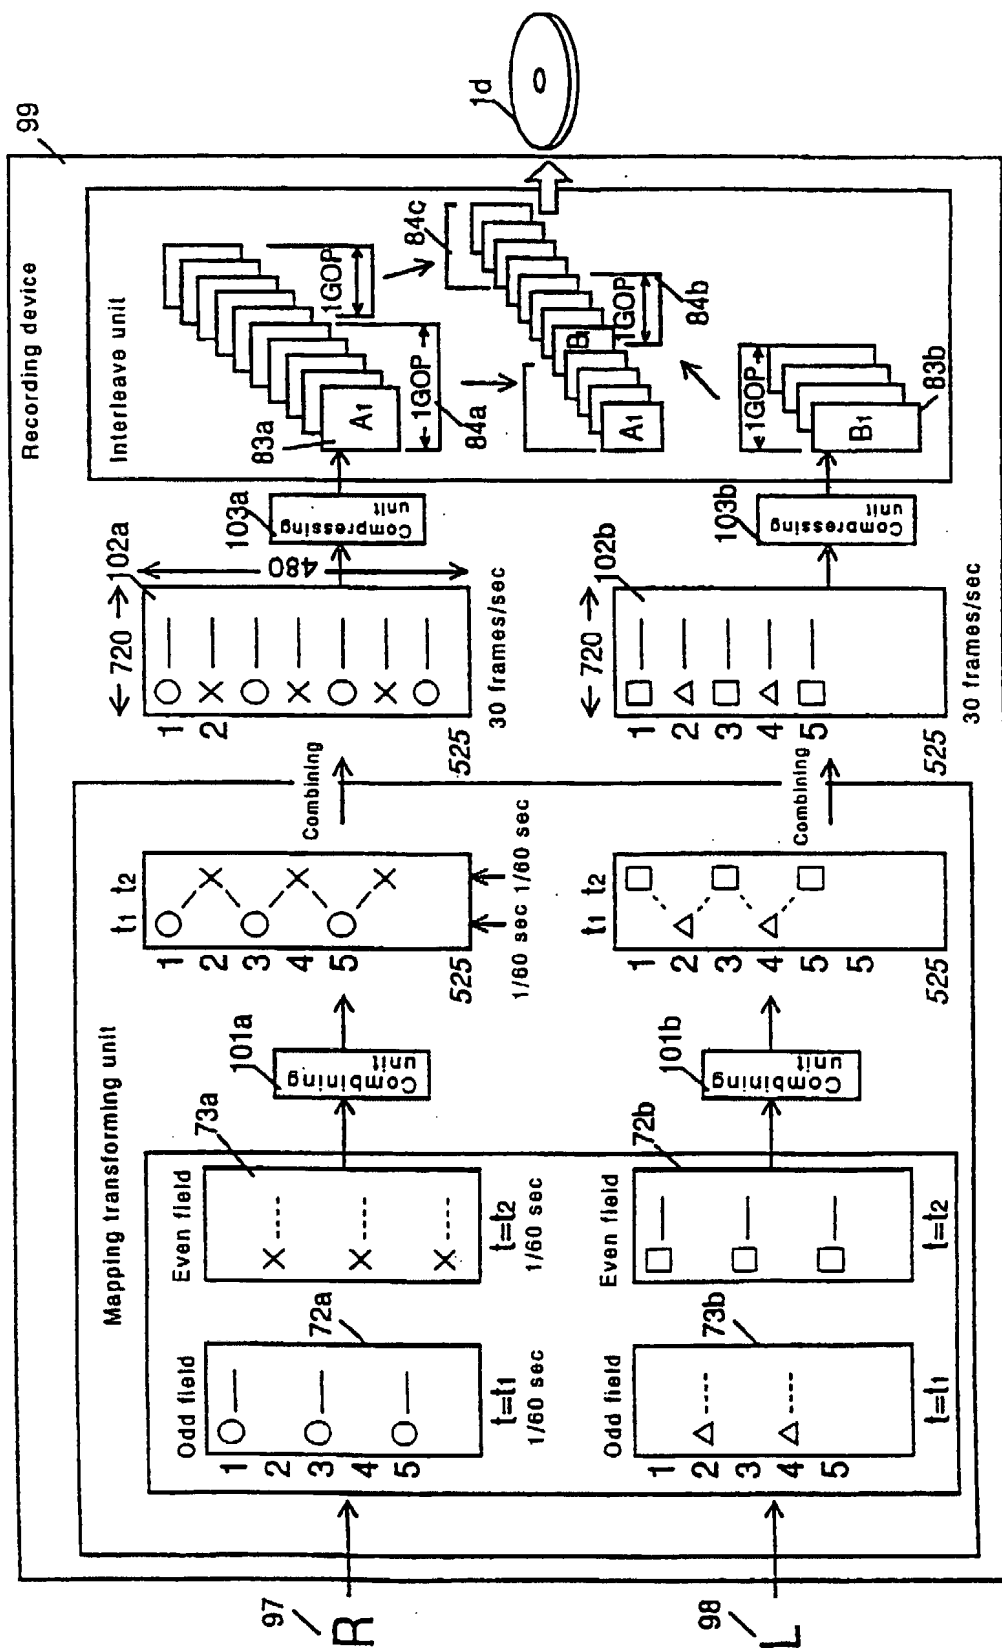 99
Recording device
Mapping transforming unit
Interleave unit
97
R
98
L
Odd field
Even field
1
2
3
4
5
72a
73a
t=t1
1/60 sec
t=t2
1/60 sec
101a
Combining
unit
t1 t2
1
2
3
4
5
525
1/60 sec 1/60 sec
Combining
720
102a
1
2
480
525
30 frames/sec
103a
Compressing
unit
83a
A1
1GOP
84a
1GOP
84c
A1
B
1GOP
84b
1d
Odd field
Even field
1
2
3
4
5
73b
72b
t=t1
t=t2
101b
Combining
unit
t1 t2
1
2
3
4
5
5
525
Combining
720
102b
1
2
3
4
5
525
30 frames/sec
103b
Compressing
unit
1GOP
B1
83b